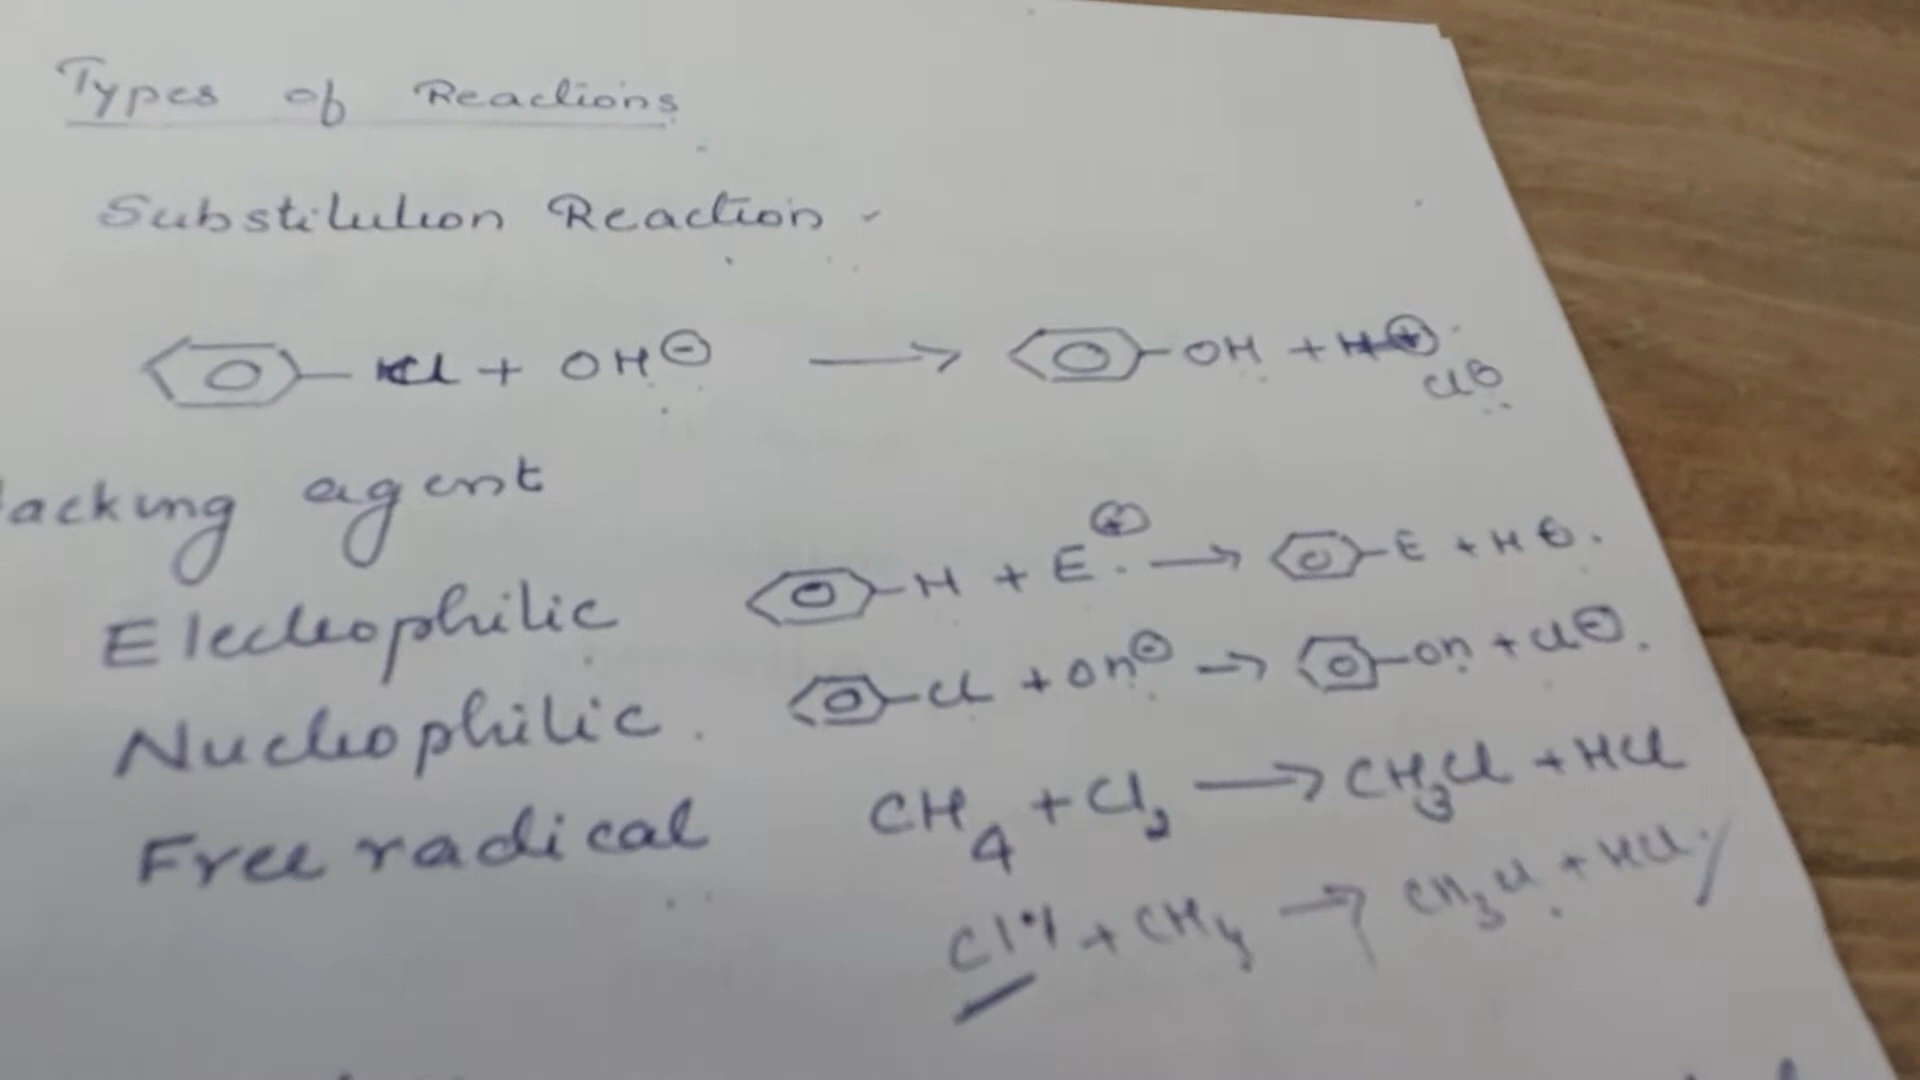 Types of Reactions
Substitution Reaction -
Cl + OH⊖ → OH + Cl⊖
acking agent
Electrophilic H + E⊕ → E + H⊕.
Nucleophilic. Cl + OH⊖ → OH + Cl⊖.
Free radical CH4 + Cl2 → CH3Cl + HCl
Cl• + CH4 → CH3Cl + HCl.